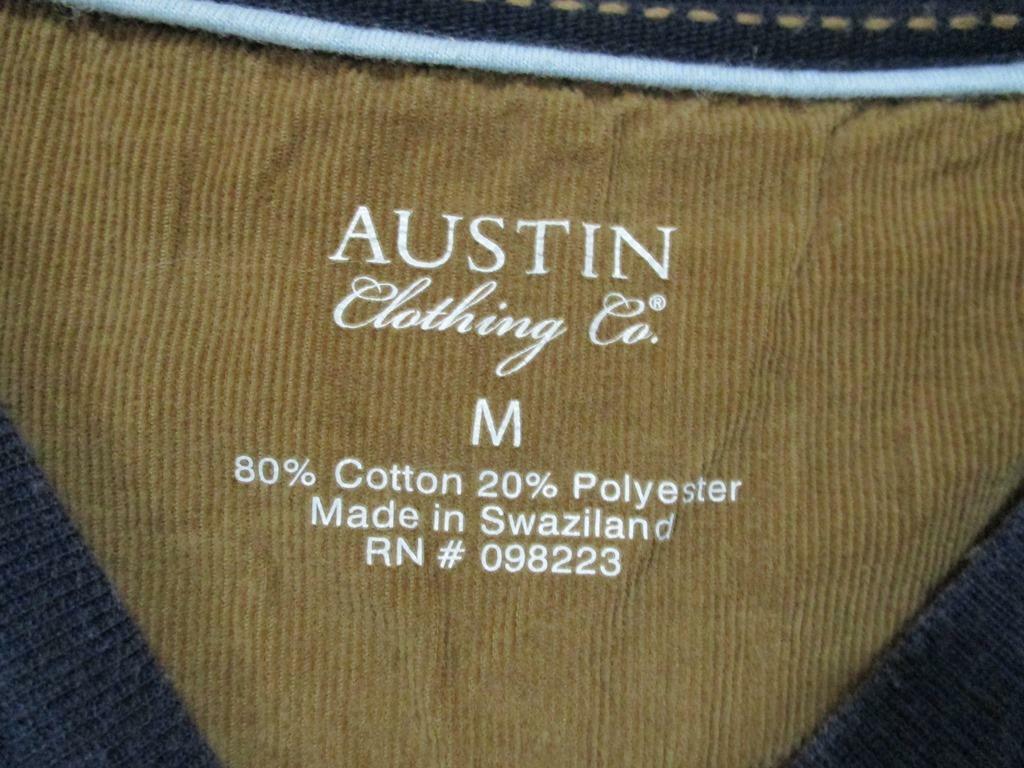 AUSTIN
Clothing Co.®
M
80% Cotton 20% Polyester
Made in Swaziland
RN # 098223